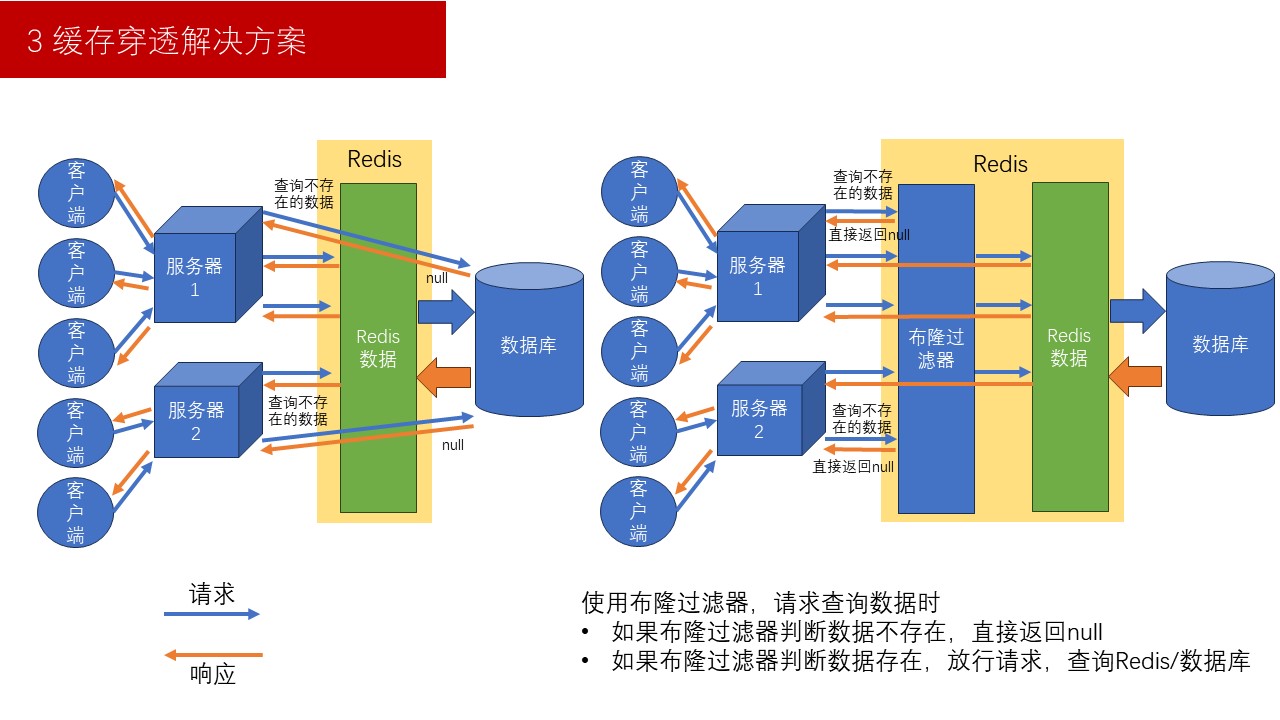 3 缓存穿透解决方案
Redis
客
户
端
查询不存
在的数据
客
户
端
服务器
1
null
客
户
端
Redis
数据
数据库
客
户
端
服务器
2
查询不存
在的数据
null
客
户
端
请求
响应
Redis
客
户
端
查询不存
在的数据
直接返回null
客
户
端
服务器
1
客
户
端
布隆过
滤器
Redis
数据
数据库
客
户
端
服务器
2
查询不存
在的数据
直接返回null
客
户
端
使用布隆过滤器，请求查询数据时
• 如果布隆过滤器判断数据不存在，直接返回null
• 如果布隆过滤器判断数据存在，放行请求，查询Redis/数据库